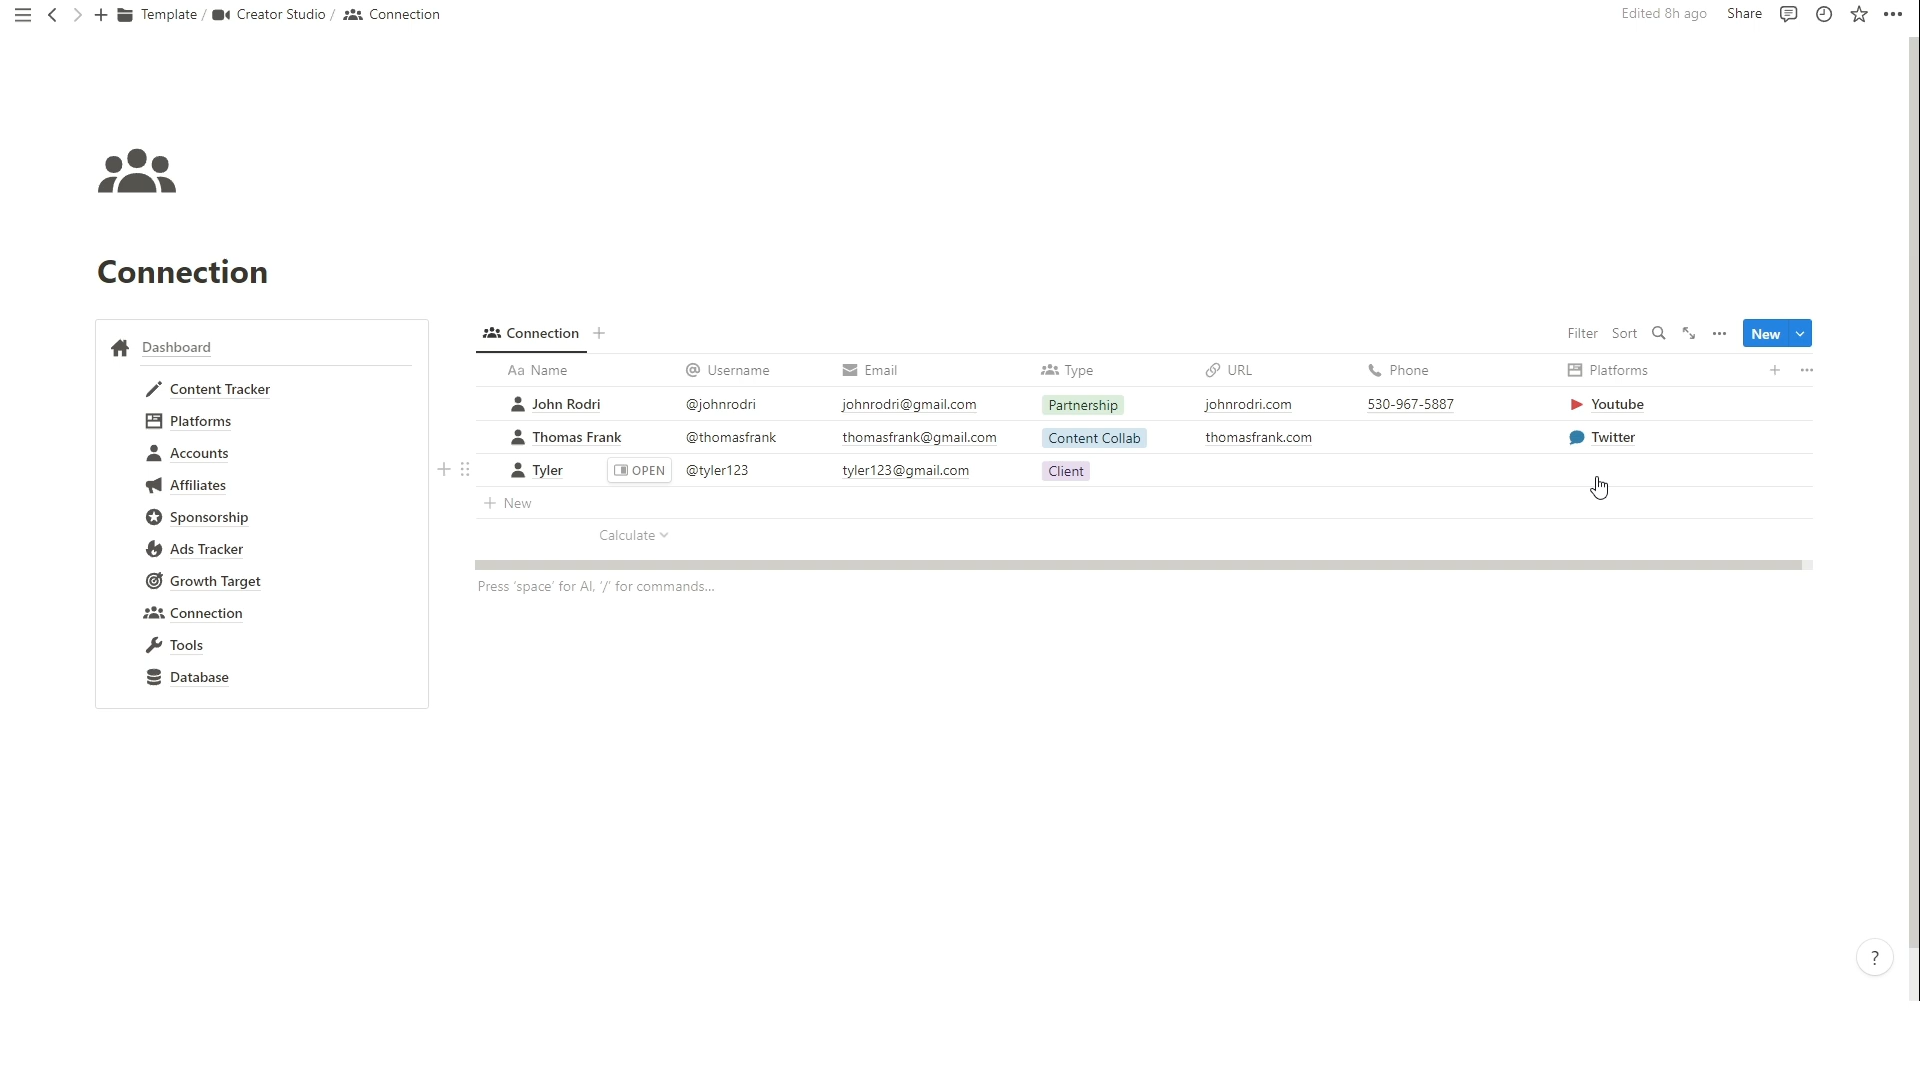 Template / Creator Studio / Connection
Edited 8h ago Share
Connection
Dashboard
Content Tracker
Platforms
Accounts
Affiliates
Sponsorship
Ads Tracker
Growth Target
Connection
Tools
Database
Connection
Filter Sort New
Aa Name @ Username Email Type URL Phone Platforms
John Rodri @johnrodri johnrodri@gmail.com Partnership johnrodri.com 530-967-5887 Youtube
Thomas Frank @thomasfrank thomasfrank@gmail.com Content Collab thomasfrank.com Twitter
Tyler OPEN @tyler123 tyler123@gmail.com Client
+ New
Calculate
Press 'space' for AI, '/' for commands...
?